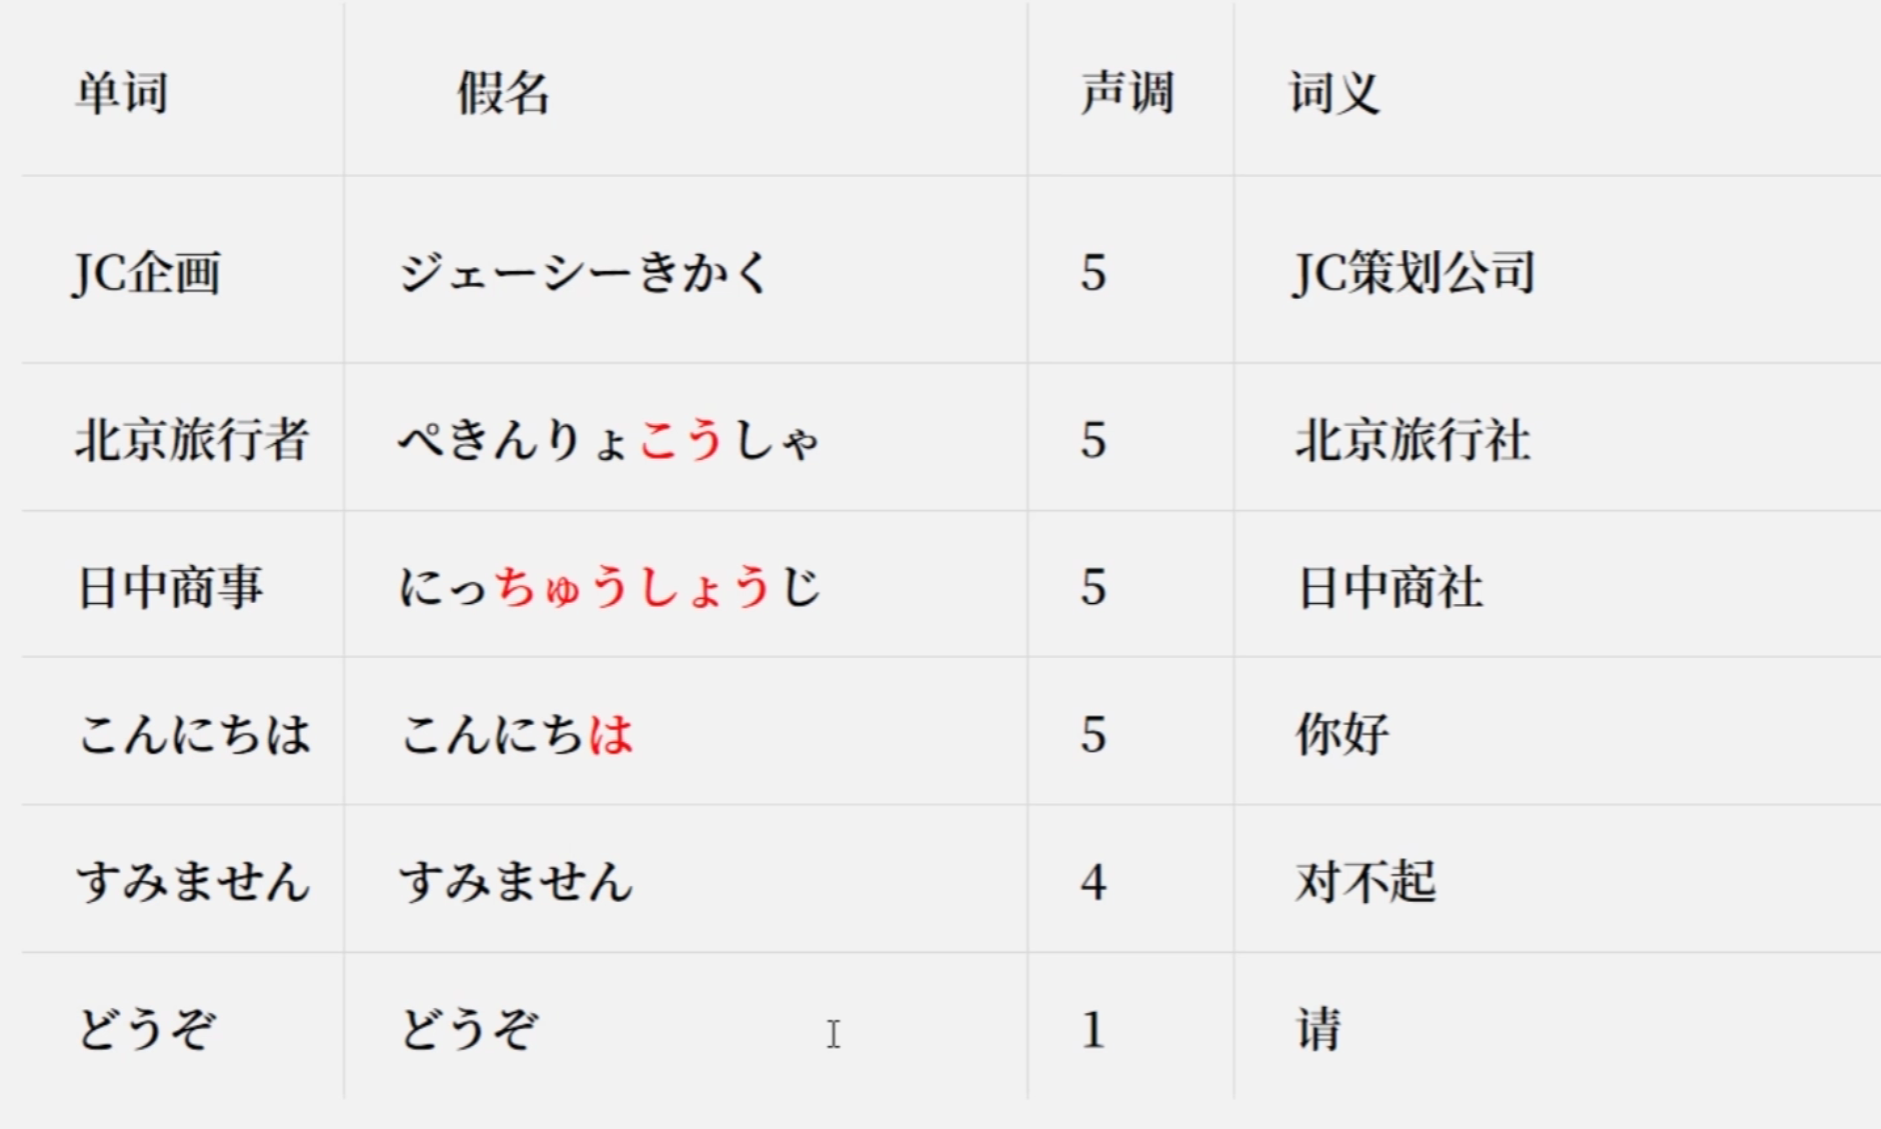 单词 假名 声调 词义
JC企画 ジェーシーきかく 5 JC策划公司
北京旅行者 ぺきんりょこうしゃ 5 北京旅行社
日中商事 にっちゅうしょうじ 5 日中商社
こんにちは こんにちは 5 你好
すみません すみません 4 对不起
どうぞ どうぞ 1 请